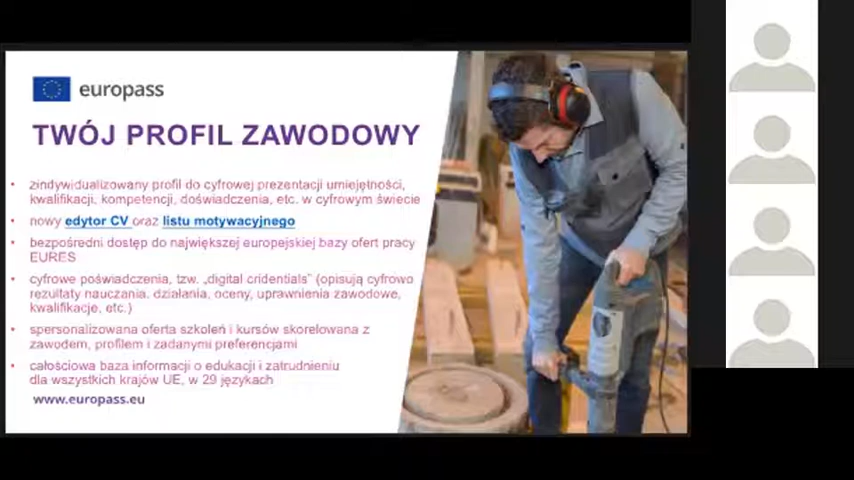 europass
TWÓJ PROFIL ZAWODOWY
• zindywidualizowany profil do cyfrowej prezentacji umiejętności,
kwalifikacji, kompetencji, doświadczenia, etc. w cyfrowym świecie
• nowy edytor CV oraz listu motywacyjnego
• bezpośredni dostęp do największej europejskiej bazy ofert pracy
EURES
• cyfrowe poświadczenia, tzw. „digital cridentials” (opisują cyfrowo
rezultaty nauczania, działania, oceny, uprawnienia zawodowe,
kwalifikacje, etc.)
• spersonalizowana oferta szkoleń i kursów skorelowana z
zawodem, profilem i zadanymi preferencjami
• całościowa baza informacji o edukacji i zatrudnieniu
dla wszystkich krajów UE, w 29 językach
www.europass.eu